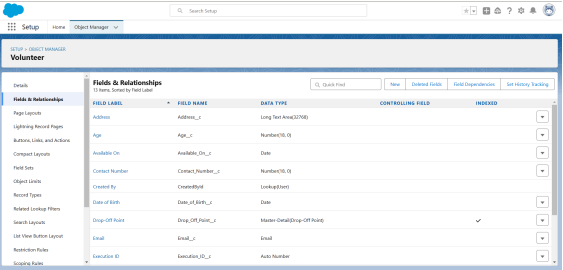 Search Setup
Setup Home Object Manager
SETUP > OBJECT MANAGER
Volunteer
Details
Fields & Relationships
Page Layouts
Lightning Record Pages
Buttons, Links, and Actions
Compact Layouts
Field Sets
Object Limits
Record Types
Related Lookup Filters
Search Layouts
List View Button Layout
Restriction Rules
Scoping Rules
Fields & Relationships
13 Items, Sorted by Field Label
Quick Find
New Deleted Fields Field Dependencies Set History Tracking
FIELD LABEL FIELD NAME DATA TYPE CONTROLLING FIELD INDEXED
Address Address__c Long Text Area(32768)
Age Age__c Number(18, 0)
Available On Available_On__c Date
Contact Number Contact_Number__c Number(18, 0)
Created By CreatedById Lookup(User)
Date of Birth Date_of_Birth__c Date
Drop-Off Point Drop_Off_Point__c Master-Detail(Drop-Off Point)
Email Email__c Email
Execution ID Execution_ID__c Auto Number